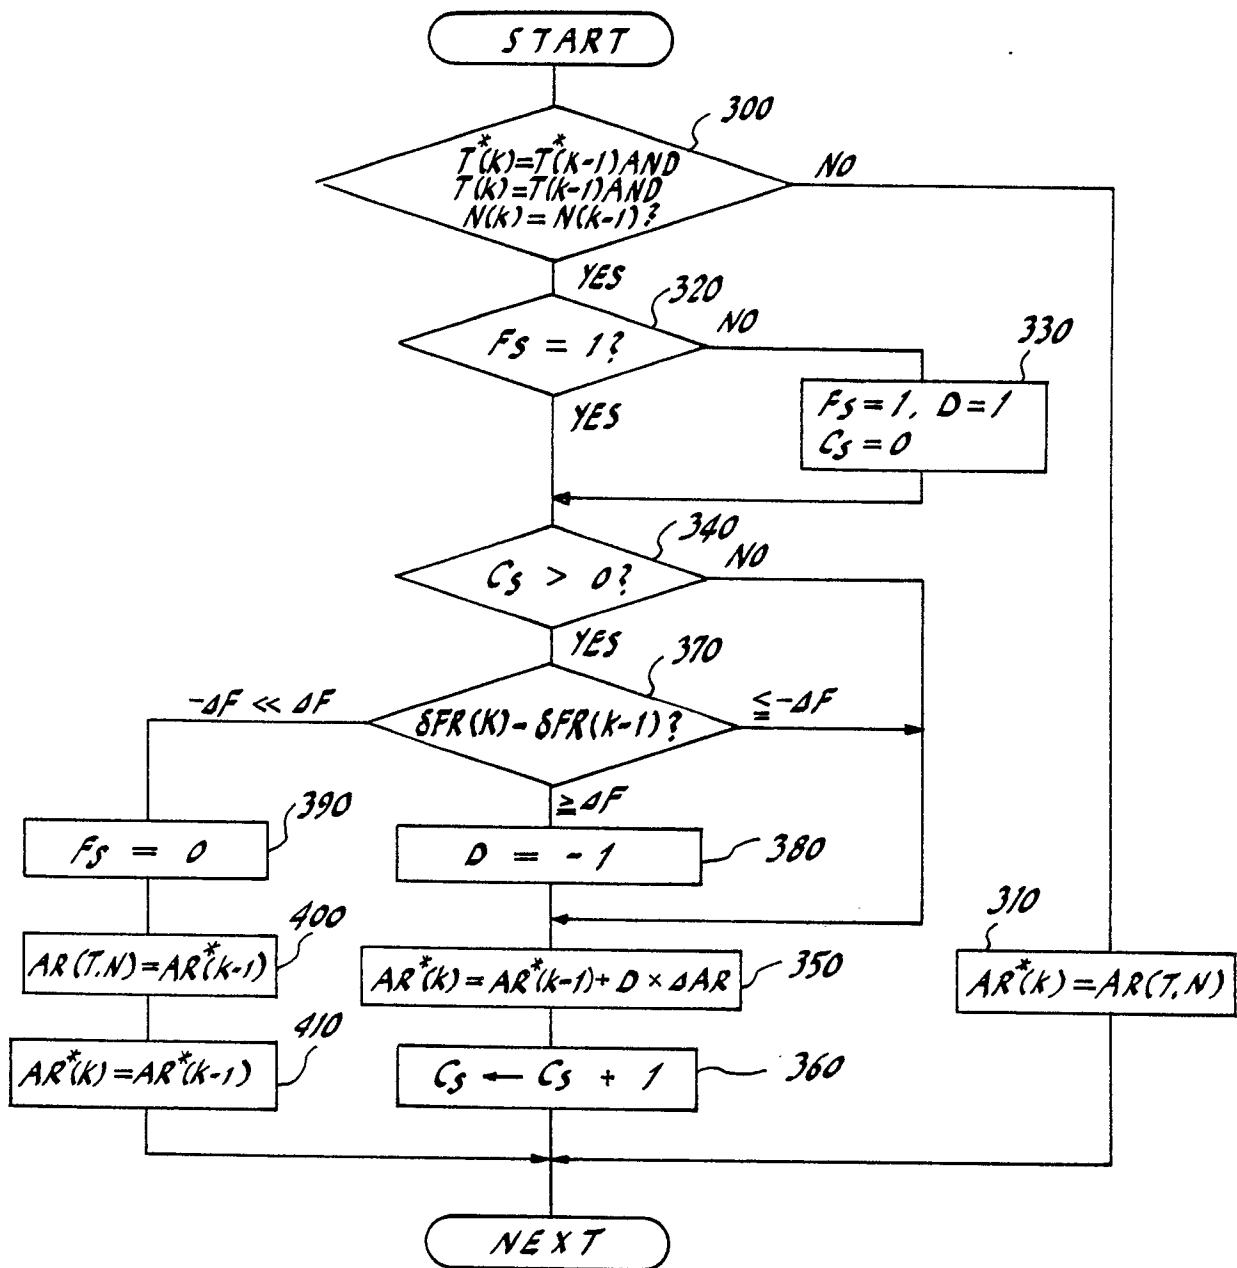 START
300
T*(k)=T*(k-1)AND
T(k)=T(k-1)AND
N(k)=N(k-1)?
NO
YES
320
Fs = 1?
NO
330
Fs=1, D=1
Cs=0
YES
340
Cs > 0?
NO
YES
370
-ΔF ≪ ΔF
δFR(K)-δFR(k-1)?
≦-ΔF
≧ΔF
390
Fs = 0
D = -1
380
400
AR(T,N)=AR*(k-1)
AR*(k)=AR*(k-1)+D×ΔAR
350
310
AR*(k)=AR(T,N)
410
AR*(k)=AR*(k-1)
Cs ← Cs + 1
360
NEXT